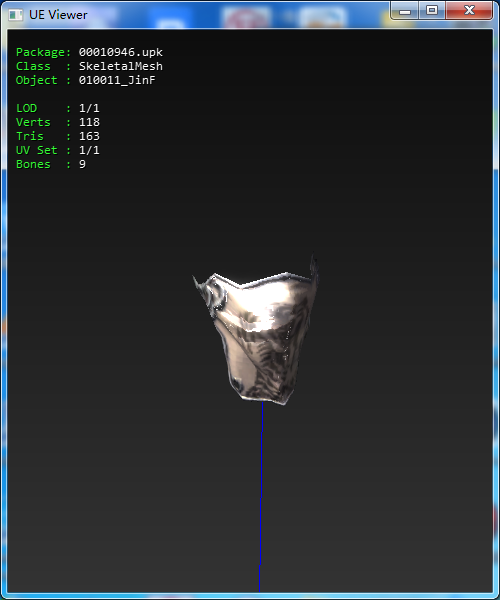 UE Viewer
Package: 00010946.upk
Class : SkeletalMesh
Object : 010011_JinF
LOD : 1/1
Verts : 118
Tris : 163
UV Set : 1/1
Bones : 9